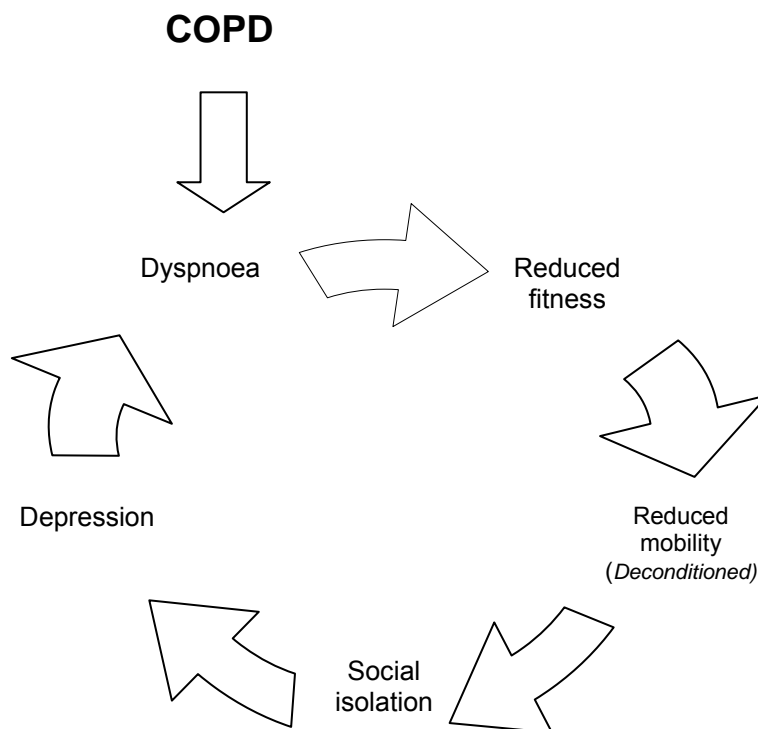 COPD
Dyspnoea
Reduced
fitness
Reduced
mobility
(Deconditioned)
Social
isolation
Depression